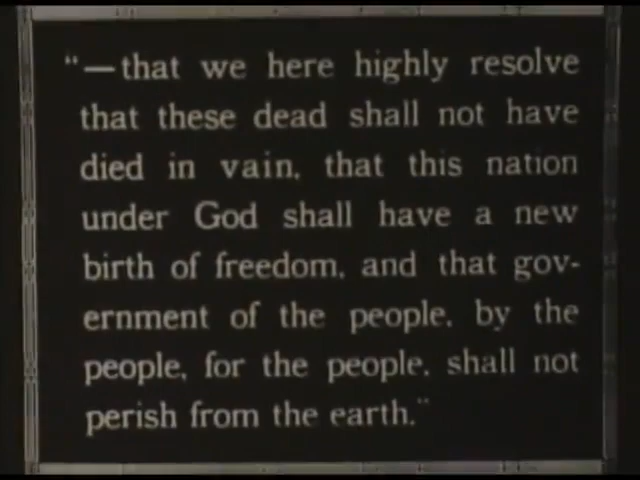 "—that we here highly resolve
that these dead shall not have
died in vain, that this nation
under God shall have a new
birth of freedom, and that gov-
ernment of the people, by the
people, for the people, shall not
perish from the earth."